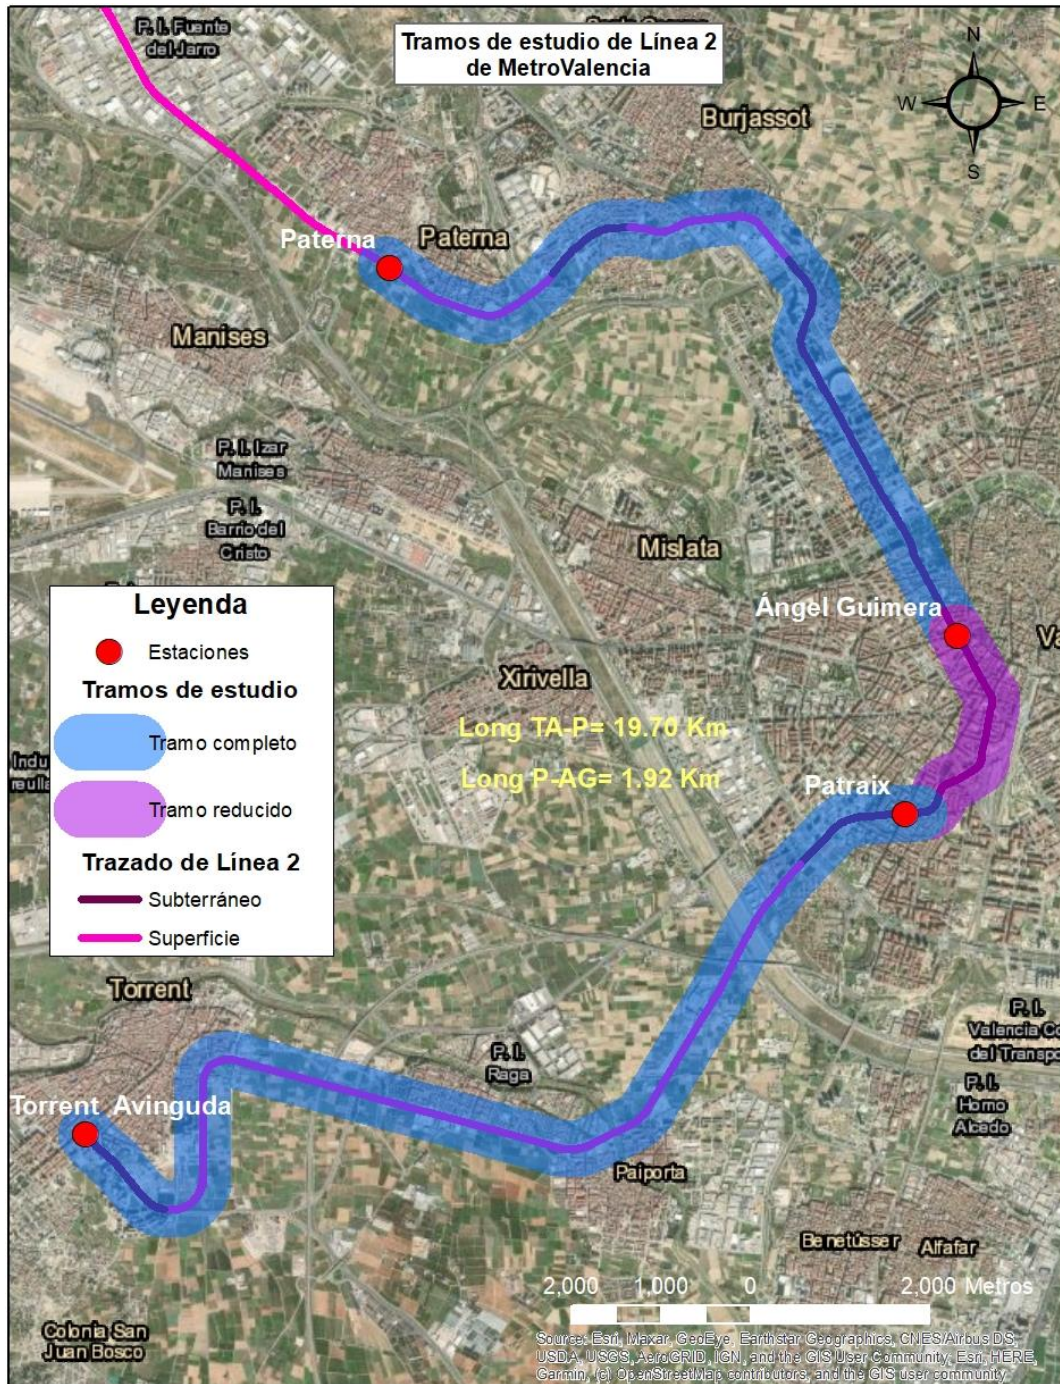 P. I. Fuente
del Jarro
Tramos de estudio de Línea 2
de MetroValencia
N
W
E
S
Burjassot
Paterna
Paterna
Manises
P. I. Izar
Manises
P. I.
Barrio del
Cristo
Mislata
Leyenda
Estaciones
Tramos de estudio
Tramo completo
Tramo reducido
Trazado de Línea 2
Subterráneo
Superficie
Ángel Guimera
Xirivella
Long TA-P= 19.70 Km
Long P-AG= 1.92 Km
Patraix
Torrent
P. I.
Raga
P. I.
Valencia Co
del Transpo
P. I.
Horno
Alcedo
Torrent Avinguda
Paiporta
Benetússer
Alfafar
2,000 1,000 0 2,000 Metros
Colonia San
Juan Bosco
Source: Esri, Maxar, GeoEye, Earthstar Geographics, CNES/Airbus DS,
USDA, USGS, AeroGRID, IGN, and the GIS User Community, Esri, HERE,
Garmin, (c) OpenStreetMap contributors, and the GIS user community